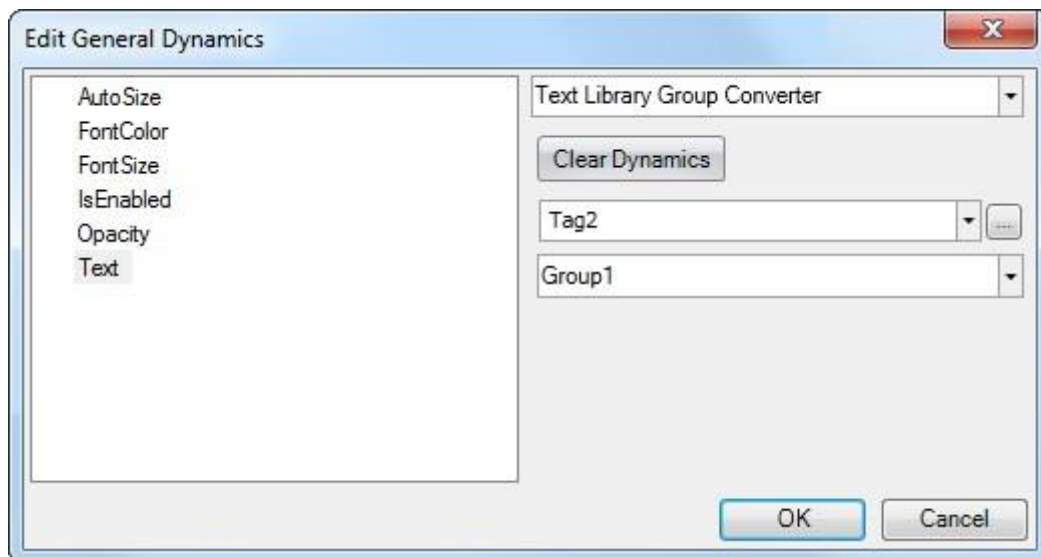 Edit General Dynamics
AutoSize
FontColor
FontSize
IsEnabled
Opacity
Text
Text Library Group Converter
Clear Dynamics
Tag2
...
Group1
OK
Cancel